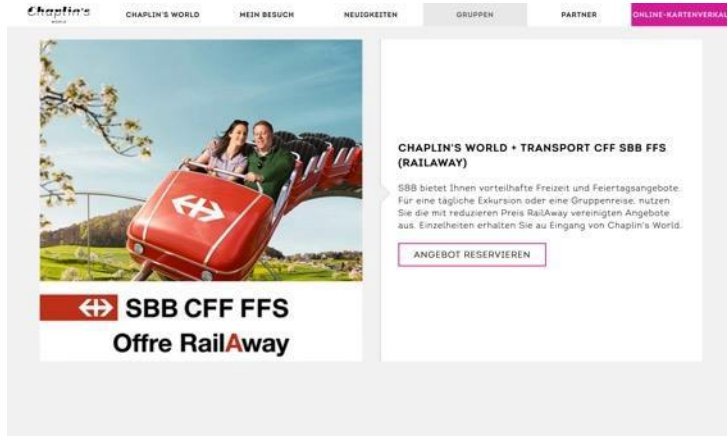 Chaplin's
WORLD
CHAPLIN'S WORLD
MEIN BESUCH
NEUIGKEITEN
GRUPPEN
PARTNER
ONLINE-KARTENVERKAU
CHAPLIN'S WORLD + TRANSPORT CFF SBB FFS
(RAILAWAY)
SBB bietet Ihnen vorteilhafte Freizeit und Feiertagsangebote.
Für eine tägliche Exkursion oder eine Gruppenreise, nutzen
Sie die mit reduzieren Preis RailAway vereinigten Angebote
aus. Einzelheiten erhalten Sie au Eingang von Chaplin's World.
ANGEBOT RESERVIEREN
SBB CFF FFS
Offre RailAway